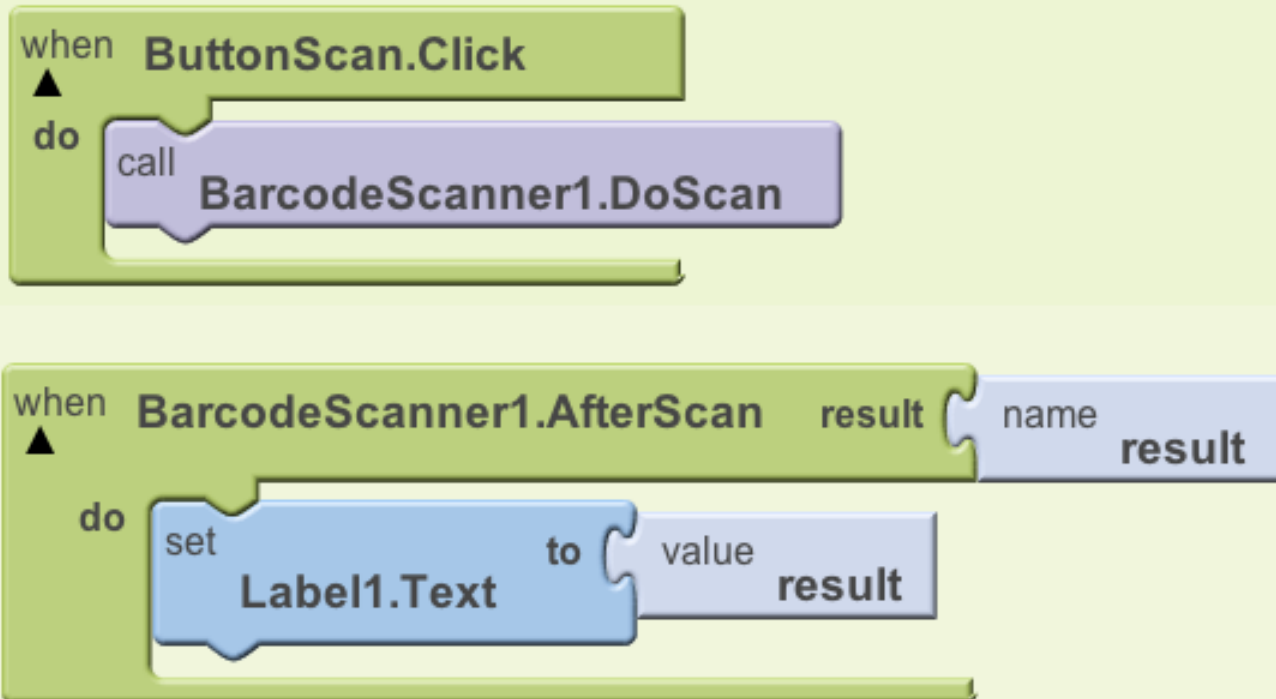 when ButtonScan.Click
do
call
BarcodeScanner1.DoScan
when BarcodeScanner1.AfterScan result name
result
do
set to value
Label1.Text result